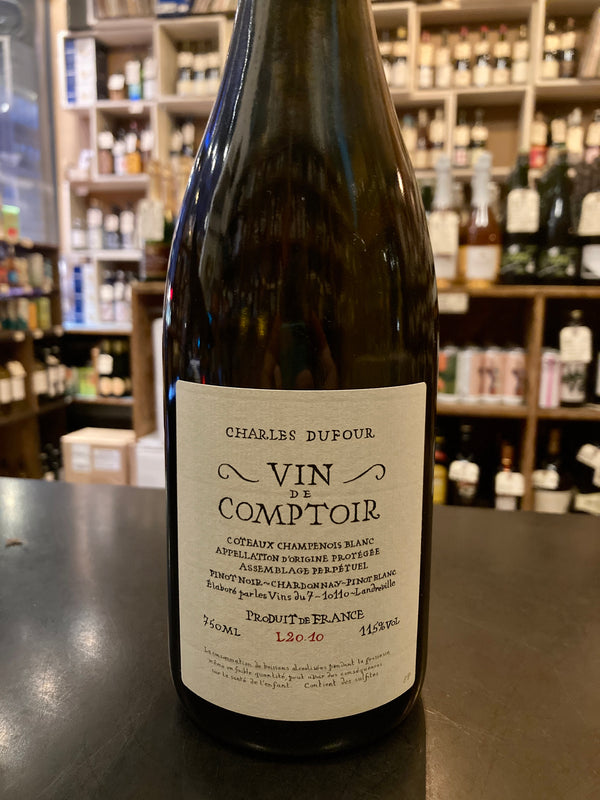 CHARLES DUFOUR
VIN
DE
COMPTOIR
COTEAUX CHAMPENOIS BLANC
APPELLATION D'ORIGINE PROTÉGÉE
ASSEMBLAGE PERPÉTUEL
PINOT NOIR~CHARDONNAY~PINOT BLANC
Élaboré par les Vins du 7-10110-Landreville
PRODUIT DE FRANCE
750ML L20.10 11.5%VOL
La consommation de boissons alcoolisées pendant la grossesse,
même en faible quantité, peut avoir des conséquences
sur la santé de l'enfant. Contient des sulfites